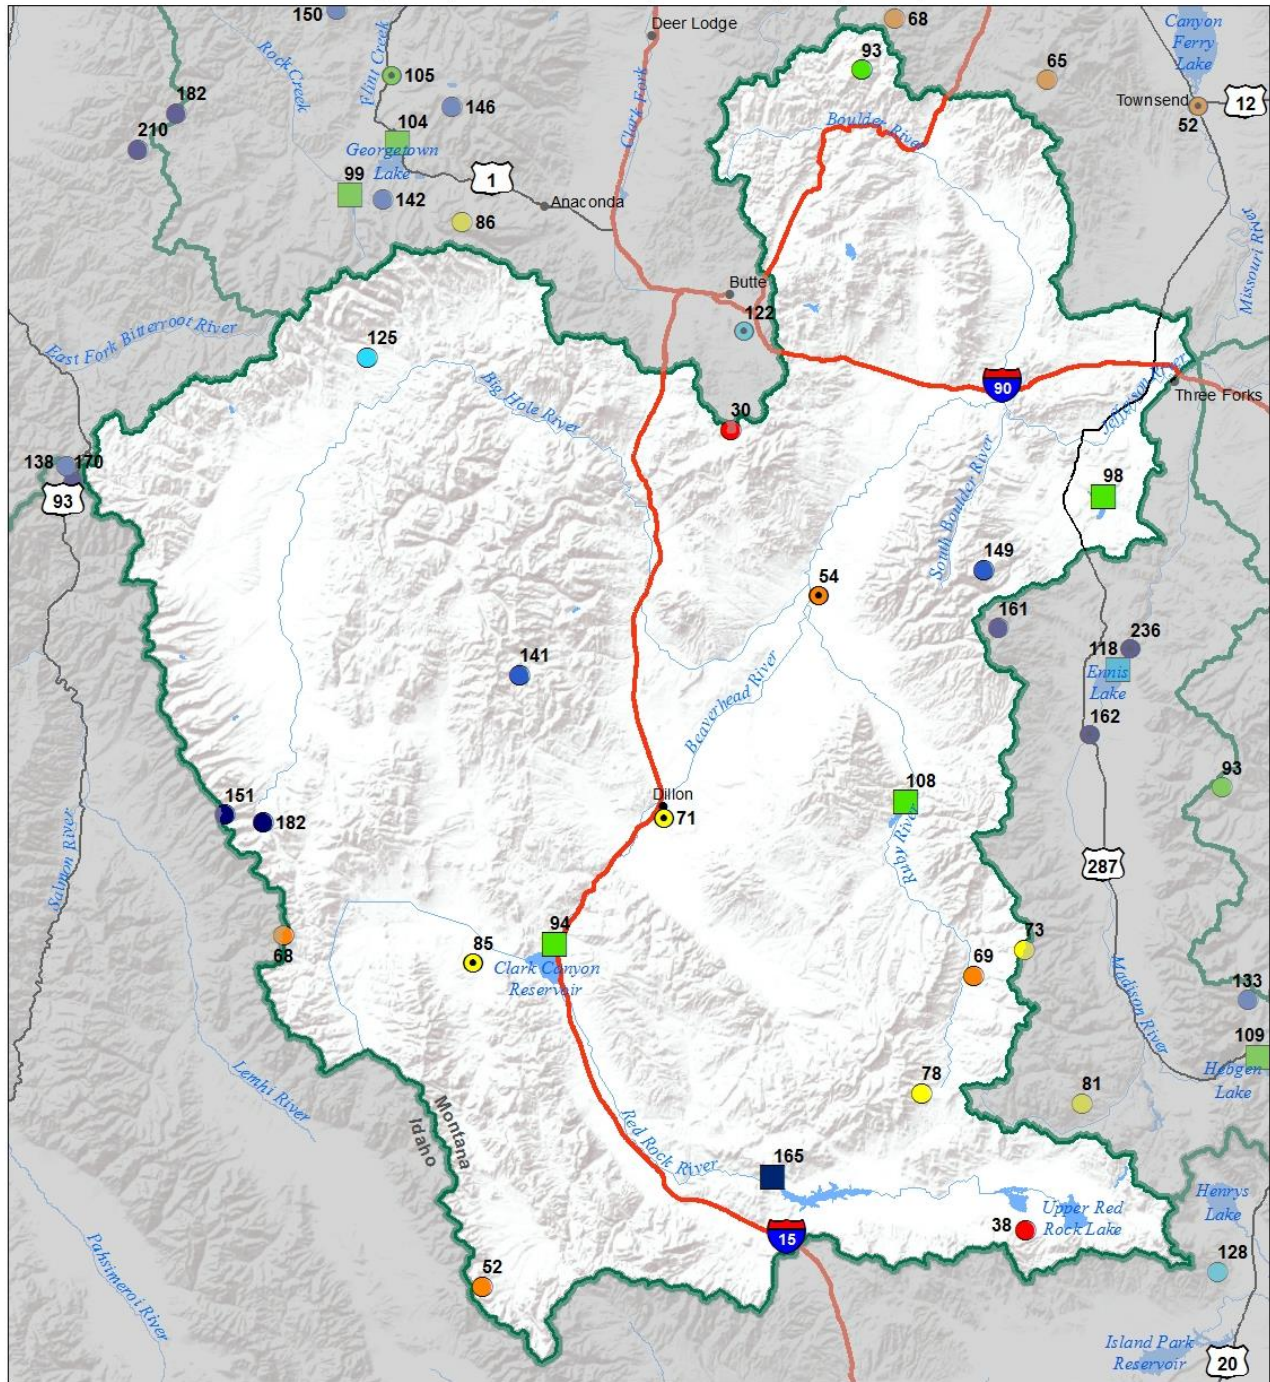 150
Deer Lodge
68
Canyon
Ferry
Lake
Rock Creek
Flint Creek
105
93
65
182
146
Clark Fork
Townsend
12
52
210
104
Boulder River
Georgetown
Lake
99
1
142
Anaconda
86
Missouri River
Butte
122
East Fork Bitterroot River
125
Big Hole River
90
Jefferson River
Three Forks
30
138
170
93
98
South Boulder River
149
54
161
236
118
Ennis
Lake
141
Beaverhead River
162
108
93
Dillon
71
151
182
Ruby River
Salmon River
287
94
73
68
85
69
Clark Canyon
Reservoir
Madison River
133
109
Hebgen
Lake
Lemhi River
78
81
Montana
Idaho
Red Rock River
165
Henrys
Lake
Upper Red
Rock Lake
38
15
Pahsimeroi River
52
128
Island Park
Reservoir
20